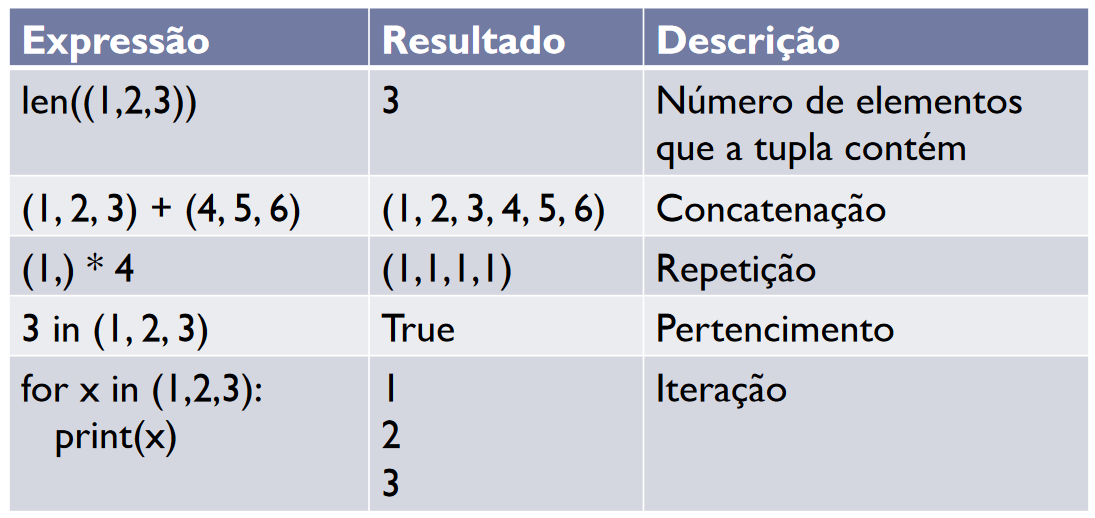 Expressão Resultado Descrição
len((1,2,3)) 3 Número de elementos
que a tupla contém
(1, 2, 3) + (4, 5, 6) (1, 2, 3, 4, 5, 6) Concatenação
(1,) * 4 (1,1,1,1) Repetição
3 in (1, 2, 3) True Pertencimento
for x in (1,2,3): 1 Iteração
print(x) 2
3